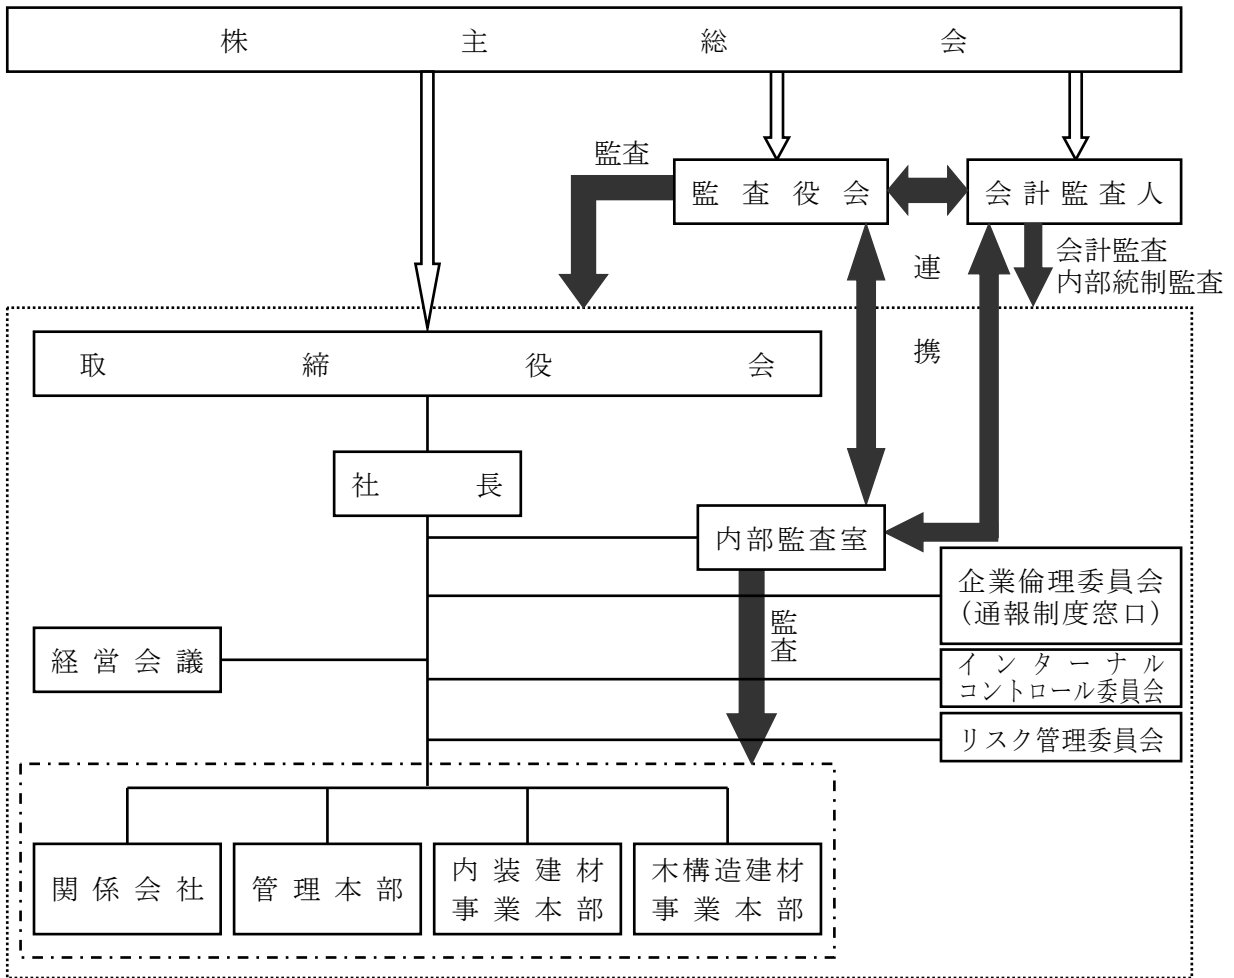 株主総会
監査
監査役会
会計監査人
会計監査
内部統制監査
連携
取締役会
社長
内部監査室
企業倫理委員会
（通報制度窓口）
監査
経営会議
インターナル
コントロール委員会
リスク管理委員会
関係会社
管理本部
内装建材
事業本部
木構造建材
事業本部